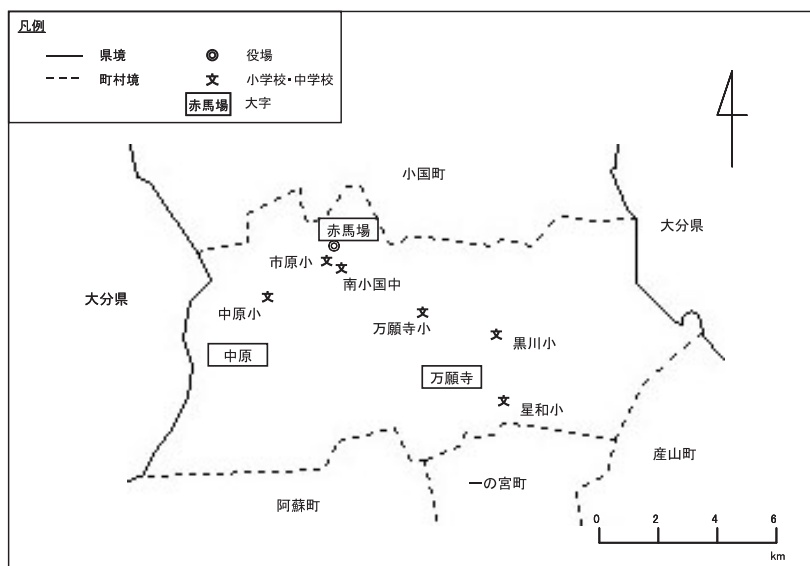 凡例
県境
役場
町村境
小学校・中学校
赤馬場
大字
小国町
大分県
赤馬場
市原小
南小国中
大分県
中原小
万願寺小
黒川小
中原
万願寺
星和小
産山町
一の宮町
阿蘇町
0 2 4 6
km